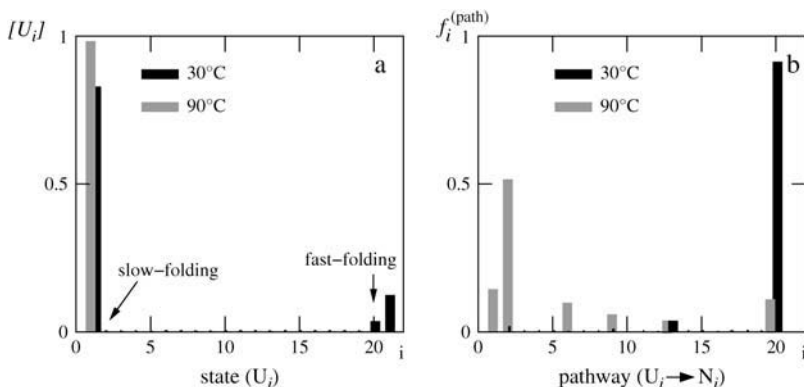 [U_i]
1
0.5
0
a
30°C
90°C
slow−folding
fast−folding
0 5 10 15 20 i
state (U_i)
f_i^(path)
1
0.5
0
b
30°C
90°C
0 5 10 15 20 i
pathway (U_i→N_i)